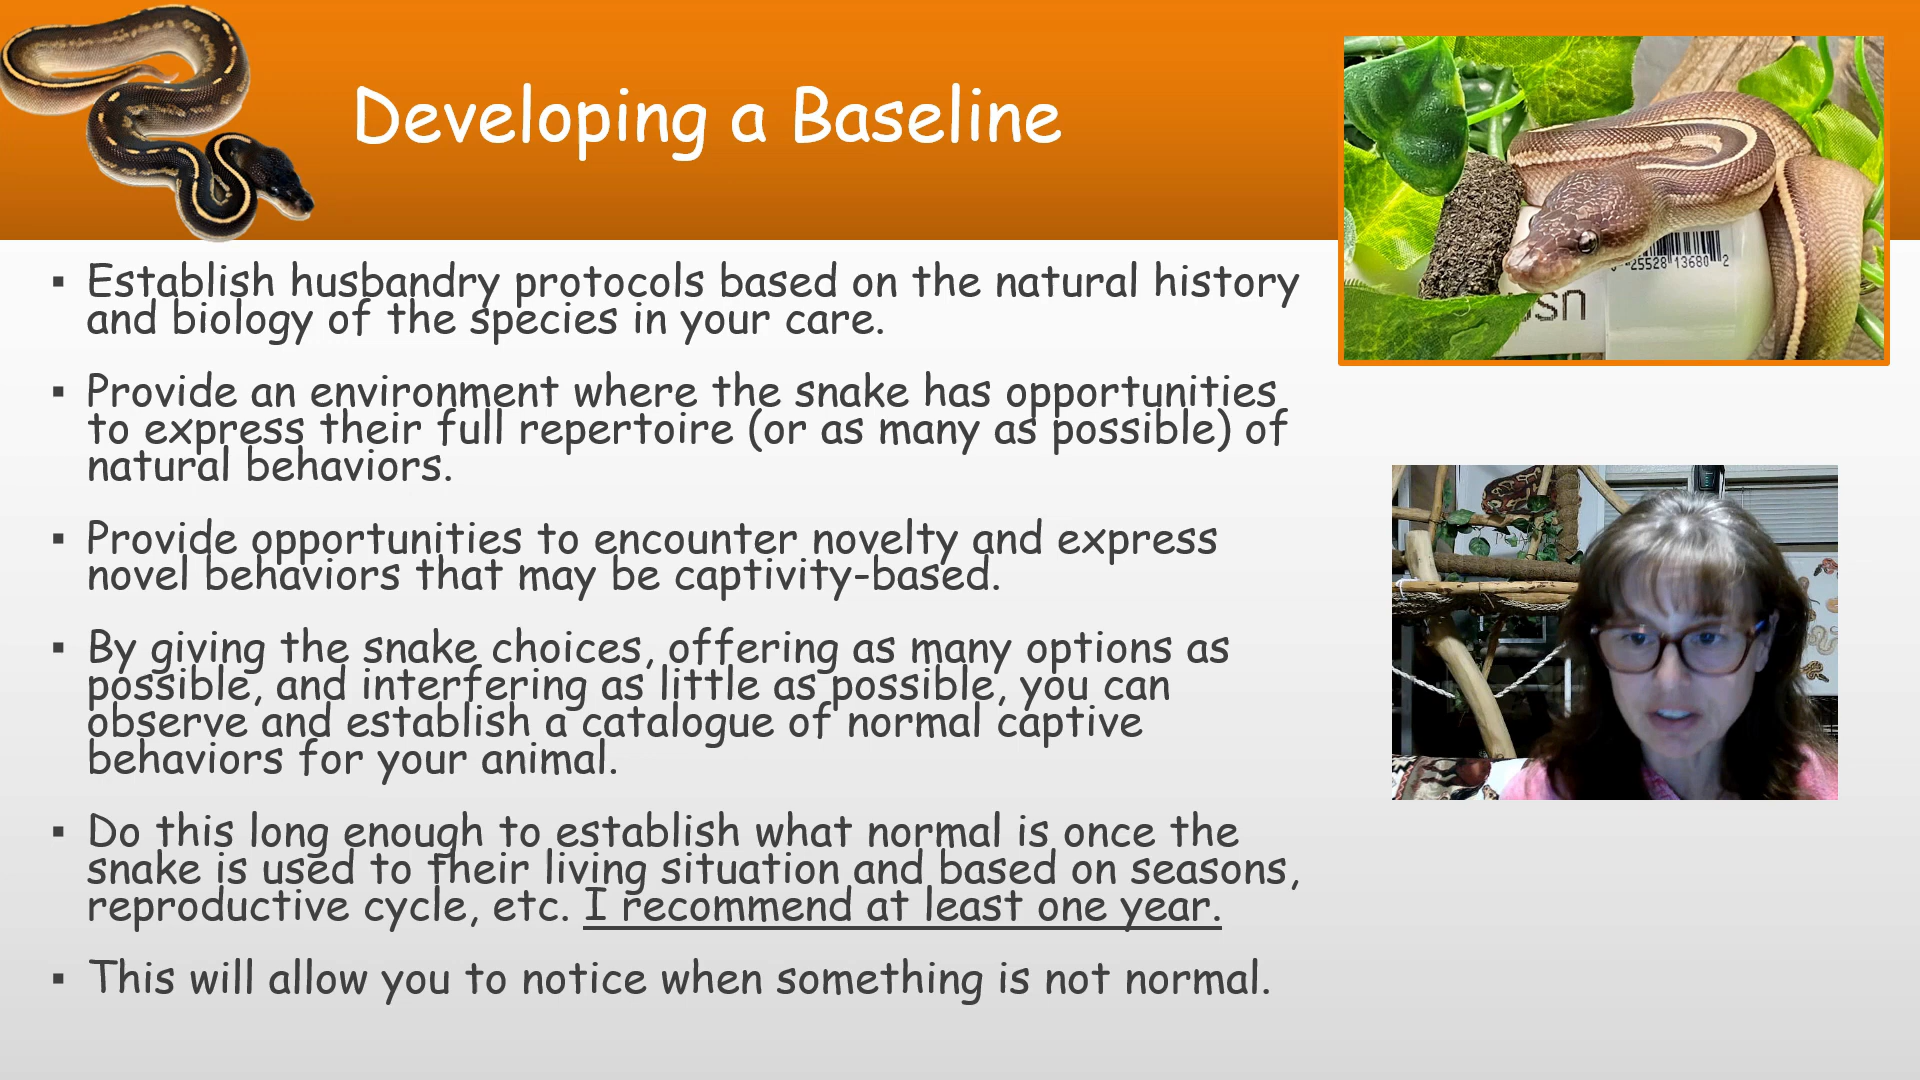 Developing a Baseline
▪ Establish husbandry protocols based on the natural history
and biology of the species in your care.
▪ Provide an environment where the snake has opportunities
to express their full repertoire (or as many as possible) of
natural behaviors.
▪ Provide opportunities to encounter novelty and express
novel behaviors that may be captivity-based.
▪ By giving the snake choices, offering as many options as
possible, and interfering as little as possible, you can
observe and establish a catalogue of normal captive
behaviors for your animal.
▪ Do this long enough to establish what normal is once the
snake is used to their living situation and based on seasons,
reproductive cycle, etc. I recommend at least one year.
▪ This will allow you to notice when something is not normal.
25528 13680 2